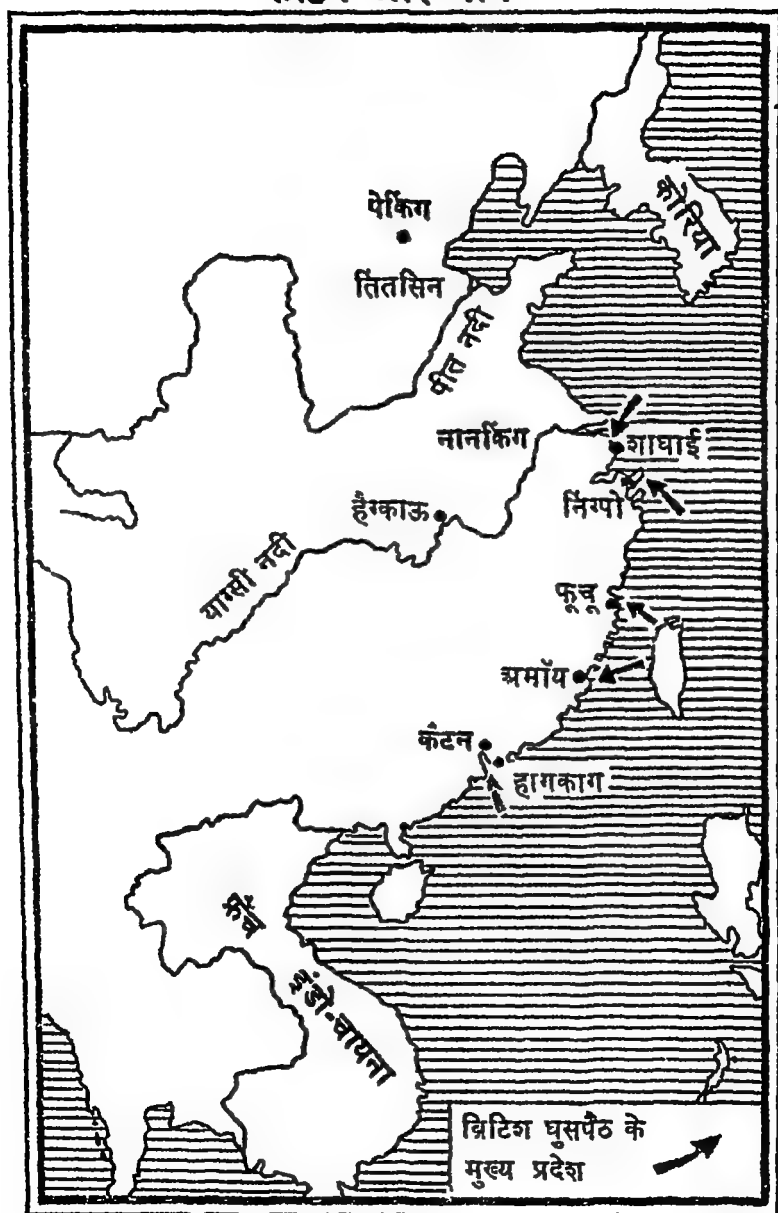 पेकिंग
तितसिन
पीत नदी
कोरिया
नानकिंग
शाघाई
हैंग्काऊ
निंग्पो
याग्सी नदी
फूचू
अमॉय
कंटन
हागकाग
फ्रेंच
इंडो-चायना
ब्रिटिश घुसपैठ के
मुख्य प्रदेश